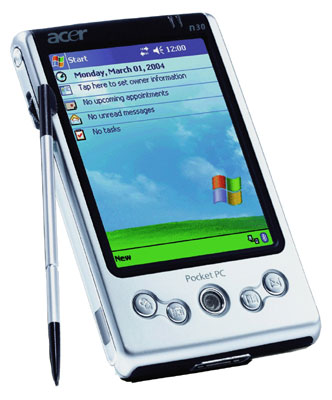 acer n30
Start 12:00
Monday, March 01, 2004
Tap here to set owner information
No upcoming appointments
No unread messages
No tasks
New
Pocket PC